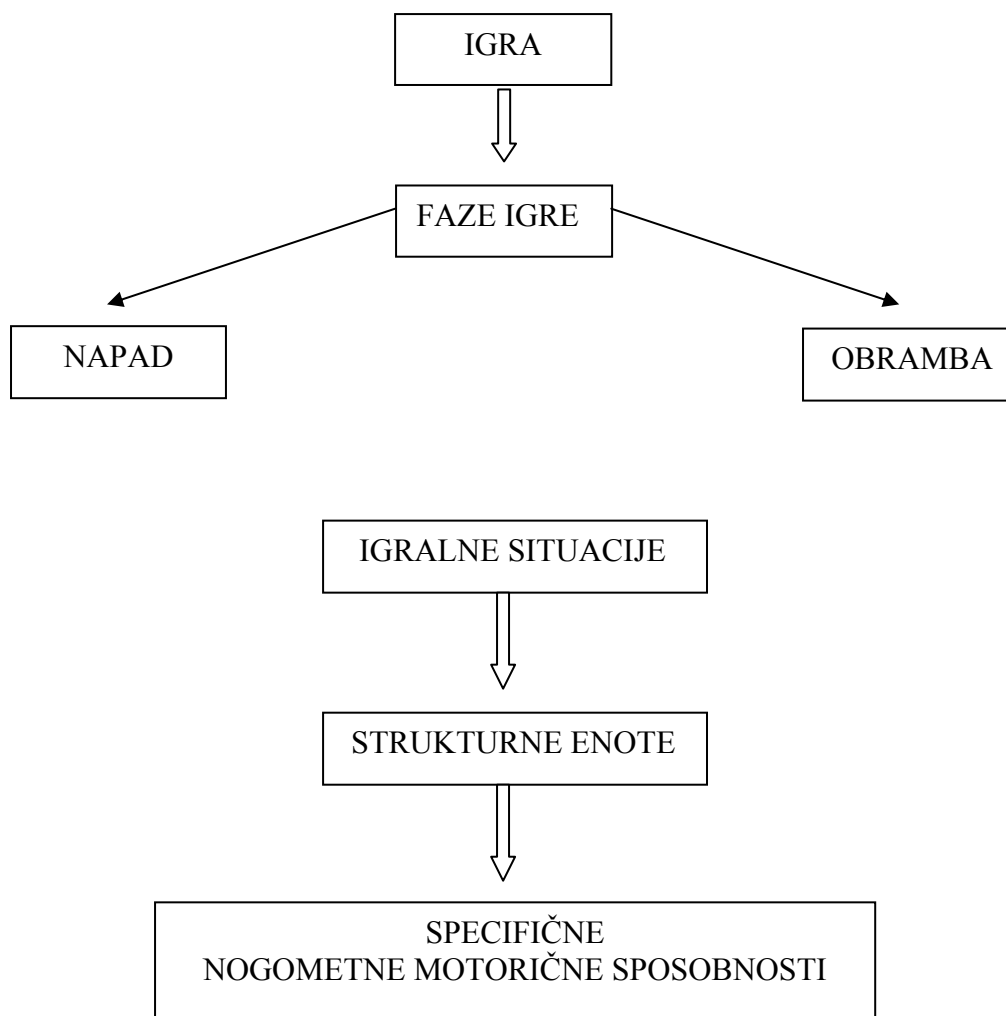 IGRA
FAZE IGRE
NAPAD
OBRAMBA
IGRALNE SITUACIJE
STRUKTURNE ENOTE
SPECIFIČNE
NOGOMETNE MOTORIČNE SPOSOBNOSTI